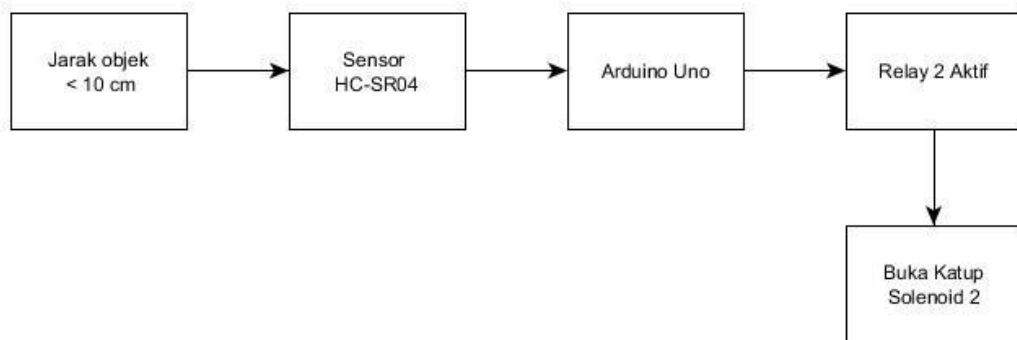 Jarak objek
< 10 cm
Sensor
HC-SR04
Arduino Uno
Relay 2 Aktif
Buka Katup
Solenoid 2